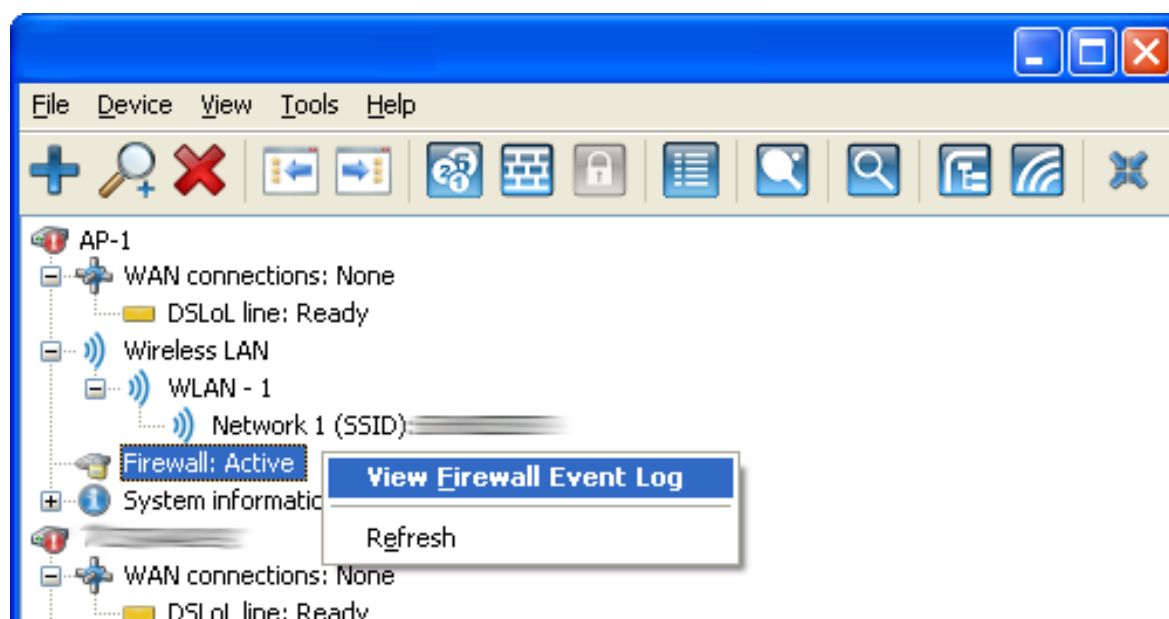 File Device View Tools Help
AP-1
WAN connections: None
DSLoL line: Ready
Wireless LAN
WLAN - 1
Network 1 (SSID):
Firewall: Active
View Firewall Event Log
System informatic
Refresh
WAN connections: None
DSLoL line: Ready